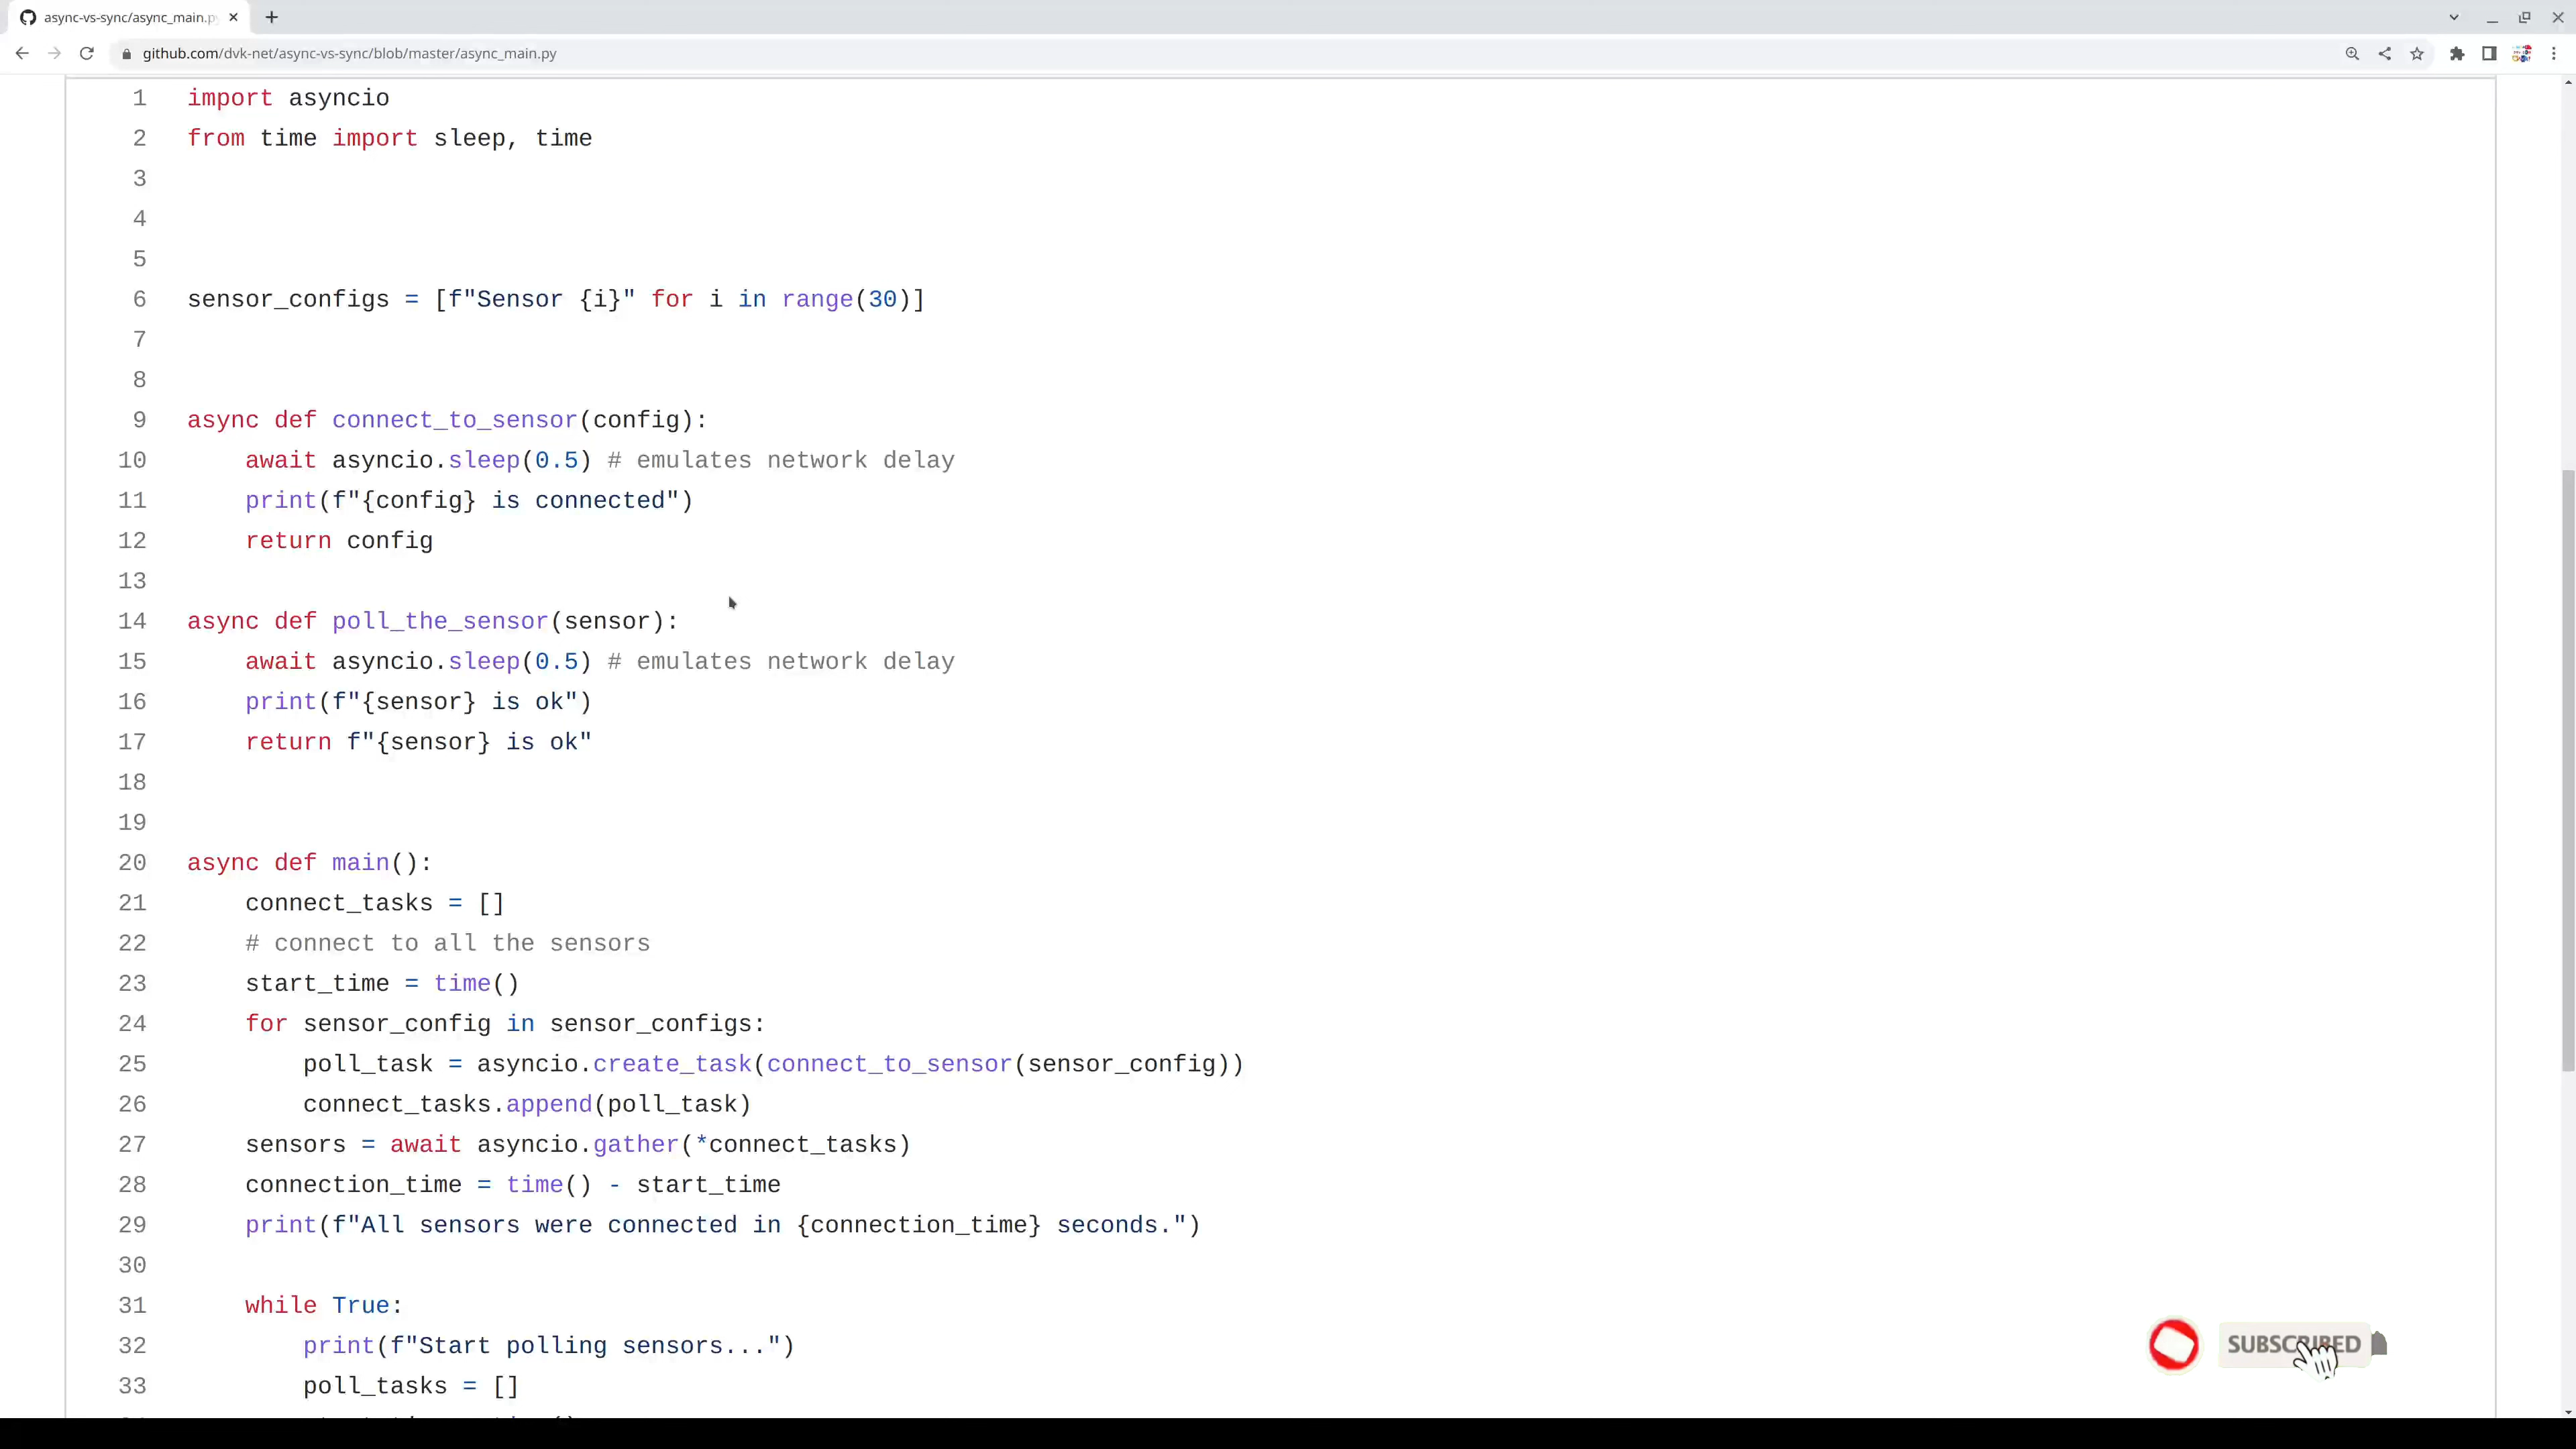 async-vs-sync/async_main.p
github.com/dvk-net/async-vs-sync/blob/master/async_main.py
1 import asyncio
2 from time import sleep, time
3
4
5
6 sensor_configs = [f"Sensor {i}" for i in range(30)]
7
8
9 async def connect_to_sensor(config):
10     await asyncio.sleep(0.5) # emulates network delay
11     print(f"{config} is connected")
12     return config
13
14 async def poll_the_sensor(sensor):
15     await asyncio.sleep(0.5) # emulates network delay
16     print(f"{sensor} is ok")
17     return f"{sensor} is ok"
18
19
20 async def main():
21     connect_tasks = []
22     # connect to all the sensors
23     start_time = time()
24     for sensor_config in sensor_configs:
25         poll_task = asyncio.create_task(connect_to_sensor(sensor_config))
26         connect_tasks.append(poll_task)
27     sensors = await asyncio.gather(*connect_tasks)
28     connection_time = time() - start_time
29     print(f"All sensors were connected in {connection_time} seconds.")
30
31     while True:
32         print(f"Start polling sensors...")
33         poll_tasks = []
SUBSCRIBED